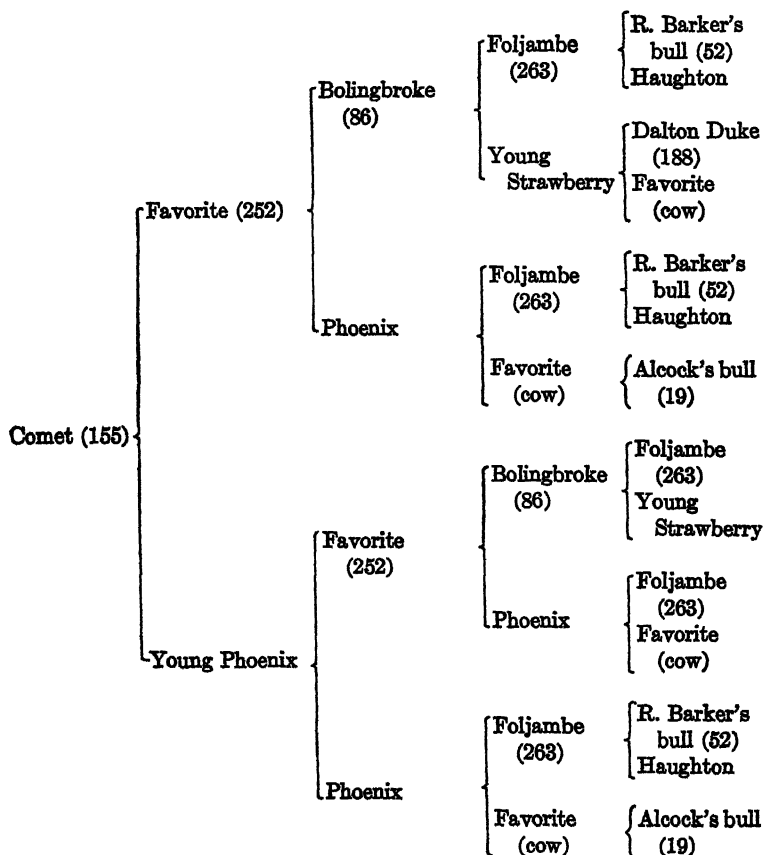 R. Barker's
bull (52)
Haughton
Foljambe
(263)
Bolingbroke
(86)
Dalton Duke
(188)
Favorite
(cow)
Young
Strawberry
Favorite (252)
R. Barker's
bull (52)
Haughton
Foljambe
(263)
Phoenix
Favorite
(cow)
Alcock's bull
(19)
Comet (155)
Foljambe
(263)
Young
Strawberry
Bolingbroke
(86)
Favorite
(252)
Foljambe
(263)
Favorite
(cow)
Phoenix
Young Phoenix
R. Barker's
bull (52)
Haughton
Foljambe
(263)
Phoenix
Favorite
(cow)
Alcock's bull
(19)